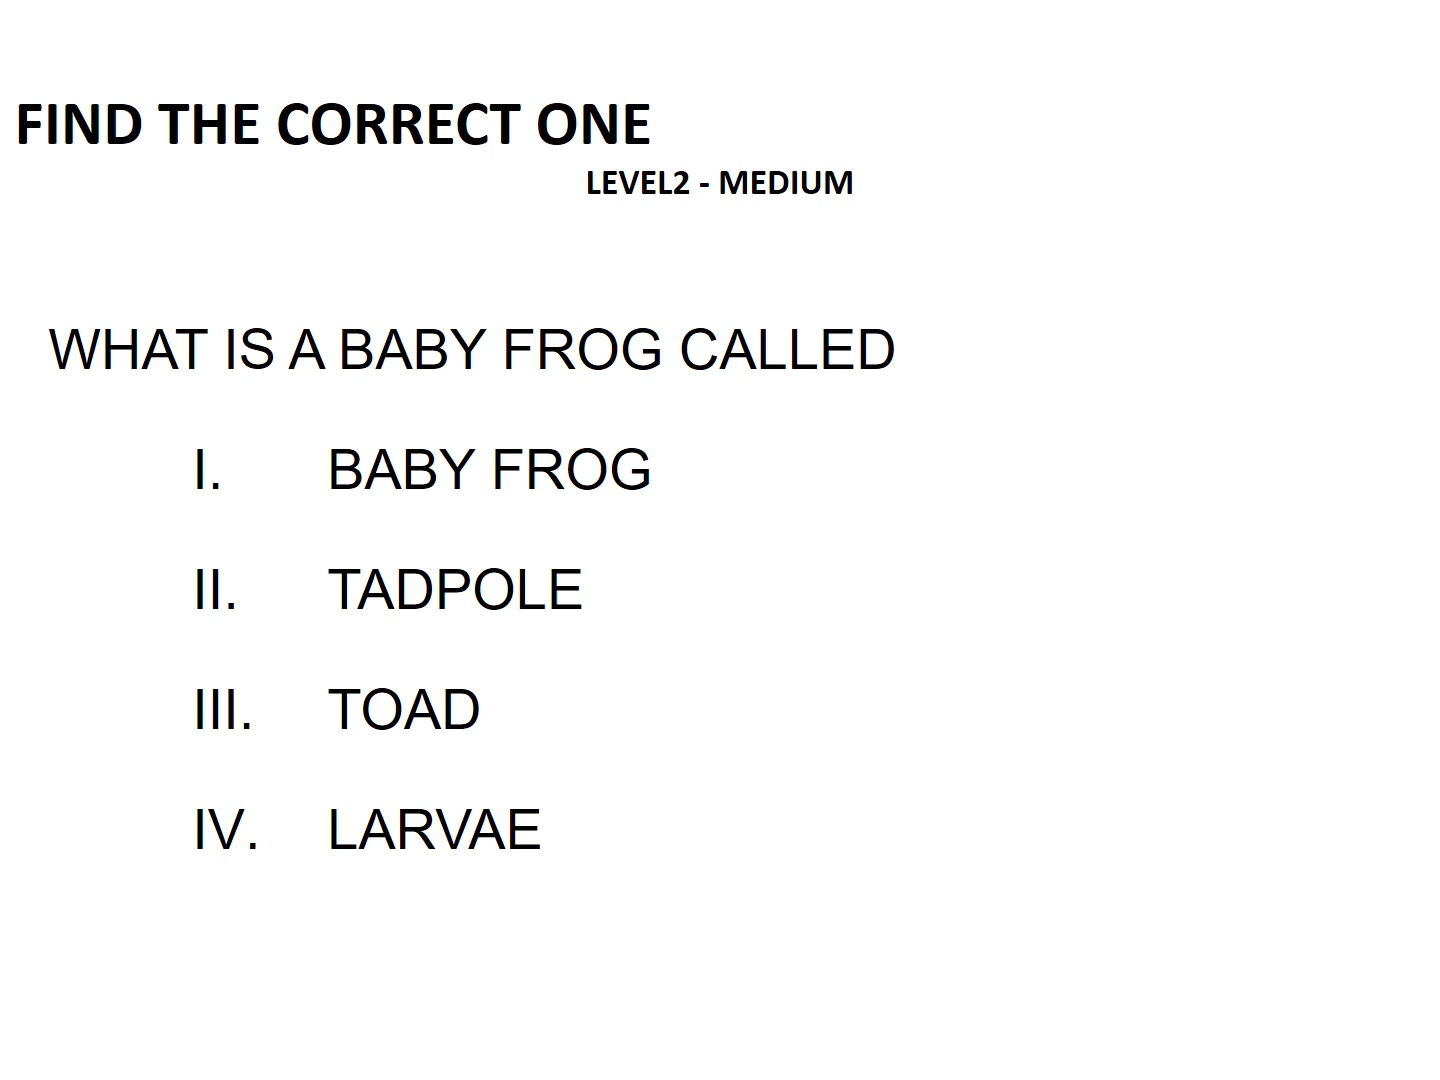 FIND THE CORRECT ONE
LEVEL2 - MEDIUM
WHAT IS A BABY FROG CALLED
I. BABY FROG
II. TADPOLE
III. TOAD
IV. LARVAE